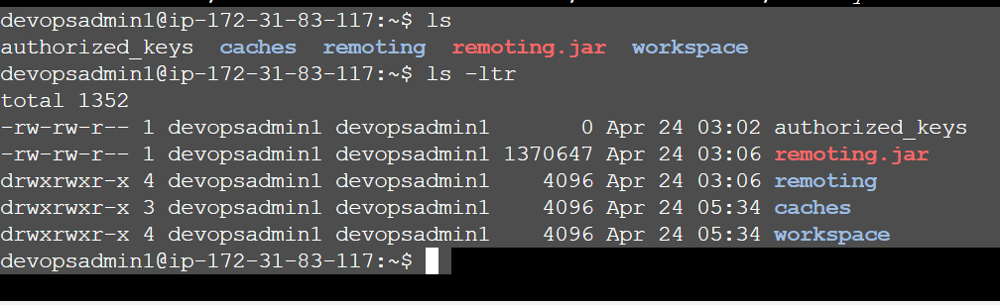 devopsadmin1@ip-172-31-83-117:~$ ls
authorized_keys  caches  remoting  remoting.jar  workspace
devopsadmin1@ip-172-31-83-117:~$ ls -ltr
total 1352
-rw-rw-r-- 1 devopsadmin1 devopsadmin1       0 Apr 24 03:02 authorized_keys
-rw-rw-r-- 1 devopsadmin1 devopsadmin1 1370647 Apr 24 03:06 remoting.jar
drwxrwxr-x 4 devopsadmin1 devopsadmin1    4096 Apr 24 03:06 remoting
drwxrwxr-x 3 devopsadmin1 devopsadmin1    4096 Apr 24 05:34 caches
drwxrwxr-x 4 devopsadmin1 devopsadmin1    4096 Apr 24 05:34 workspace
devopsadmin1@ip-172-31-83-117:~$